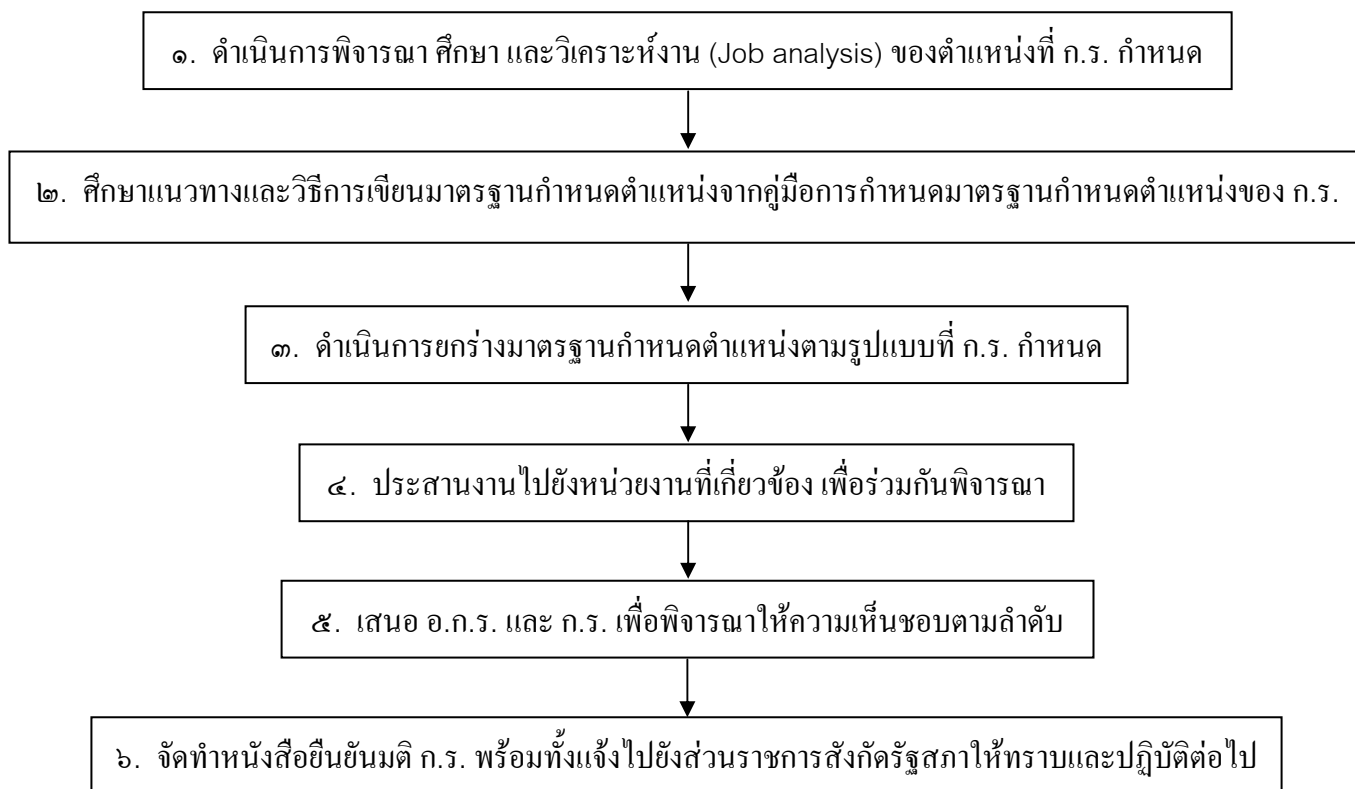 ๑. ดำเนินการพิจารณา ศึกษา และวิเคราะห์งาน (Job analysis) ของตำแหน่งที่ ก.ร. กำหนด
๒. ศึกษาแนวทางและวิธีการเขียนมาตรฐานกำหนดตำแหน่งจากคู่มือการกำหนดมาตรฐานกำหนดตำแหน่งของ ก.ร.
๓. ดำเนินการยกร่างมาตรฐานกำหนดตำแหน่งตามรูปแบบที่ ก.ร. กำหนด
๔. ประสานงานไปยังหน่วยงานที่เกี่ยวข้อง เพื่อร่วมกันพิจารณา
๕. เสนอ อ.ก.ร. และ ก.ร. เพื่อพิจารณาให้ความเห็นชอบตามลำดับ
๖. จัดทำหนังสือยืนยันมติ ก.ร. พร้อมทั้งแจ้งไปยังส่วนราชการสังกัดรัฐสภาให้ทราบและปฏิบัติต่อไป